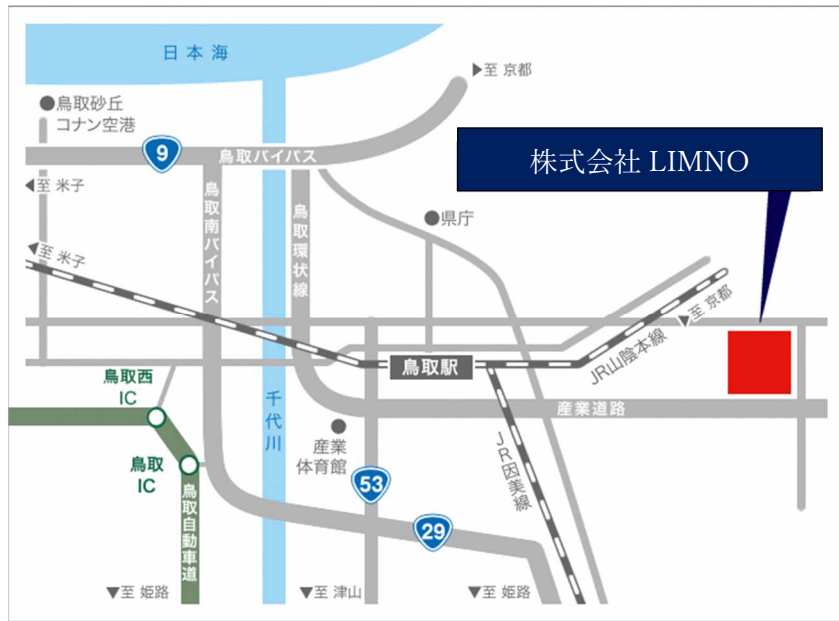 日本海
▶至 京都
鳥取砂丘
コナン空港
9
鳥取バイパス
株式会社 LIMNO
◀至 米子
鳥取南バイパス
鳥取環状線
県庁
◀至 米子
▼至 京都
JR山陰本線
鳥取駅
鳥取西
IC
千代川
産業道路
産業
体育館
JR因美線
鳥取
IC
53
鳥取自動車道
29
▼至 姫路
▼至 津山
▼至 姫路